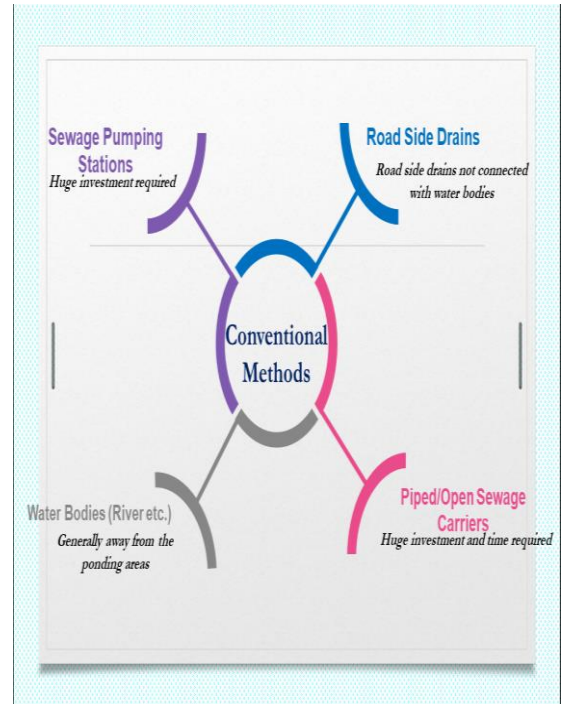 Sewage Pumping
Stations
Huge investment required
Road Side Drains
Road side drains not connected
with water bodies
Conventional
Methods
Water Bodies (River etc.)
Generally away from the
ponding areas
Piped/Open Sewage
Carriers
Huge investment and time required